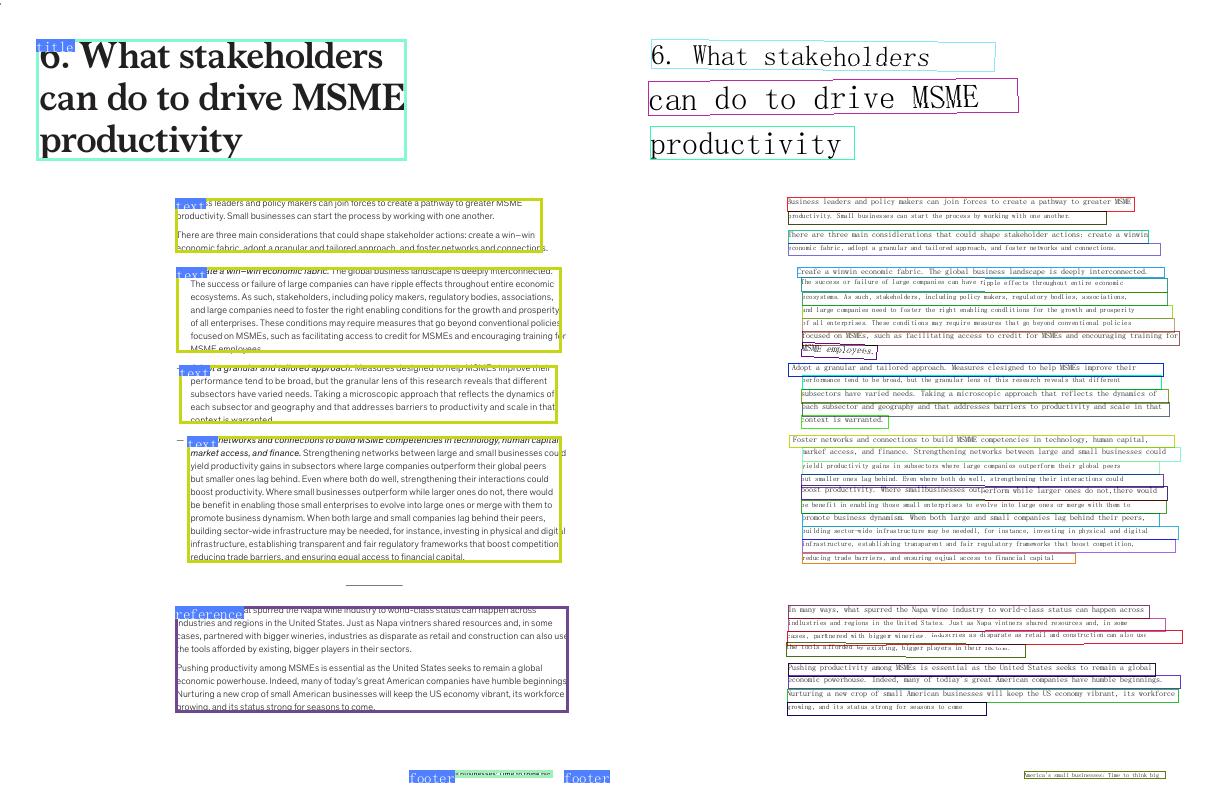 title
6. What stakeholders
can do to drive MSME
productivity
text
leaders and policy makers can join forces to create a pathway to greater MSME
productivity. Small businesses can start the process by working with one another.
There are three main considerations that could shape stakeholder actions: create a win–win
economic fabric, adopt a granular and tailored approach, and foster networks and connections.
text
a win–win economic fabric. The global business landscape is deeply interconnected.
The success or failure of large companies can have ripple effects throughout entire economic
ecosystems. As such, stakeholders, including policy makers, regulatory bodies, associations,
and large companies need to foster the right enabling conditions for the growth and prosperity
of all enterprises. These conditions may require measures that go beyond conventional policies
focused on MSMEs, such as facilitating access to credit for MSMEs and encouraging training for
MSME employees.
text
a granular and tailored approach. Measures designed to help MSMEs improve their
performance tend to be broad, but the granular lens of this research reveals that different
subsectors have varied needs. Taking a microscopic approach that reflects the dynamics of
each subsector and geography and that addresses barriers to productivity and scale in that
context is warranted.
— text
networks and connections to build MSME competencies in technology, human capital,
market access, and finance. Strengthening networks between large and small businesses could
yield productivity gains in subsectors where large companies outperform their global peers
but smaller ones lag behind. Even where both do well, strengthening their interactions could
boost productivity. Where small businesses outperform while larger ones do not, there would
be benefit in enabling those small enterprises to evolve into large ones or merge with them to
promote business dynamism. When both large and small companies lag behind their peers,
building sector-wide infrastructure may be needed, for instance, investing in physical and digital
infrastructure, establishing transparent and fair regulatory frameworks that boost competition,
reducing trade barriers, and ensuring equal access to financial capital.
reference
spurred the Napa wine industry to world-class status can happen across
industries and regions in the United States. Just as Napa vintners shared resources and, in some
cases, partnered with bigger wineries, industries as disparate as retail and construction can also use
the tools afforded by existing, bigger players in their sectors.
Pushing productivity among MSMEs is essential as the United States seeks to remain a global
economic powerhouse. Indeed, many of today's great American companies have humble beginnings.
Nurturing a new crop of small American businesses will keep the US economy vibrant, its workforce
growing, and its status strong for seasons to come.
footer
footer
6. What stakeholders
can do to drive MSME
productivity
Business leaders and policy makers can join forces to create a pathway to greater MSME
productivity. Small businesses can start the process by working with one another.
There are three main considlerations that could shape stakeholder actions: create a winwin
economic fabric, adlopt a granular and tailored approach, and foster networks and connections.
Creafe a winwin economic fabric. The global business landscape is deeply interconnected.
The success or failure of large companies can have ripple effects throughout entire economic
ecosystems. As such, stakeholders, including policy makers, regulatory bodlies, associations,
and large companies need to foster the right enabling conditions for the growth and prosperity
of all enterprises. These conditions may require measures that go beyond conventional policies
focused on MSMEs, such as facilitating access to credit for MSMEs and encouraging training for
MSME employees.
Adopt a granular and tailored approach. Measures clesigned to help MSMEs improve their
performance tend to be broad, but the granular lens of this research reveals that different
subsectors have varied needs. Taking a microscopic approach that reflects the dynamics of
each subsector and geography and that addresses barriers to productivity and scale in that
context is warranted.
Foster networks and connections to build MSMME competencies in technology, human capital,
markef access, and finance. Strengthening networks between large and small businesses could
yieldl productivity gains in subsectors where large companies outperform their global peers
but smaller ones lag behind. Even where both do well, strengthening their interactions could
boost productivity. Where smallbusinesses outperform while larger ones do not, there would
be benefit in enabling those small enterprises to evolve into large ones or merge with them to
promote business dynamism. When both large and small companies lag behind their peers,
building sector-wide infrastructure may be needed, for instance, investing in physical and digital
infrastructure, establishing transparent and fair regulatory frameworks that boost competition,
reducing trade barriers, and ensuring eqjual access to financial capital
In many ways, what spurred the Napa wine industry to world-class status can happen across
indlustries and regions in the United States. Just as Napa vintners shared resources and, in some
cases, partnered with bigger wineries. Industries as disparate as retail and construction can also use
the tools afforded by existing, bigger players in their sectors.
Pushing productivity among MSMEs is essential as the United States seeks to remain a global
economic powerhouse. Indeed, many of today's great American companies have humble beginnings.
Nurturing a new crop of small American businesses will keep the US economy vibrant, its workforce
growing, and its status strong for seasons to come
America's small businesses: Time to think big